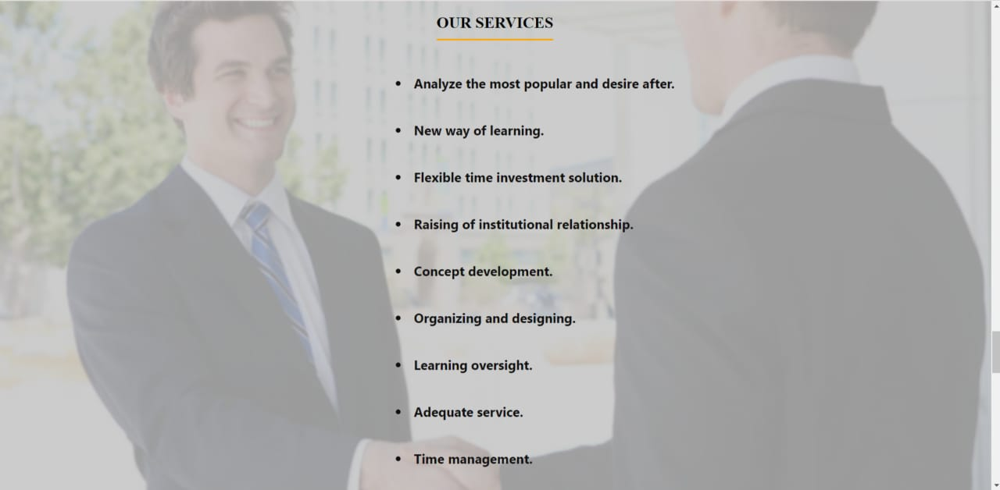 OUR SERVICES
• Analyze the most popular and desire after.
• New way of learning.
• Flexible time investment solution.
• Raising of institutional relationship.
• Concept development.
• Organizing and designing.
• Learning oversight.
• Adequate service.
• Time management.